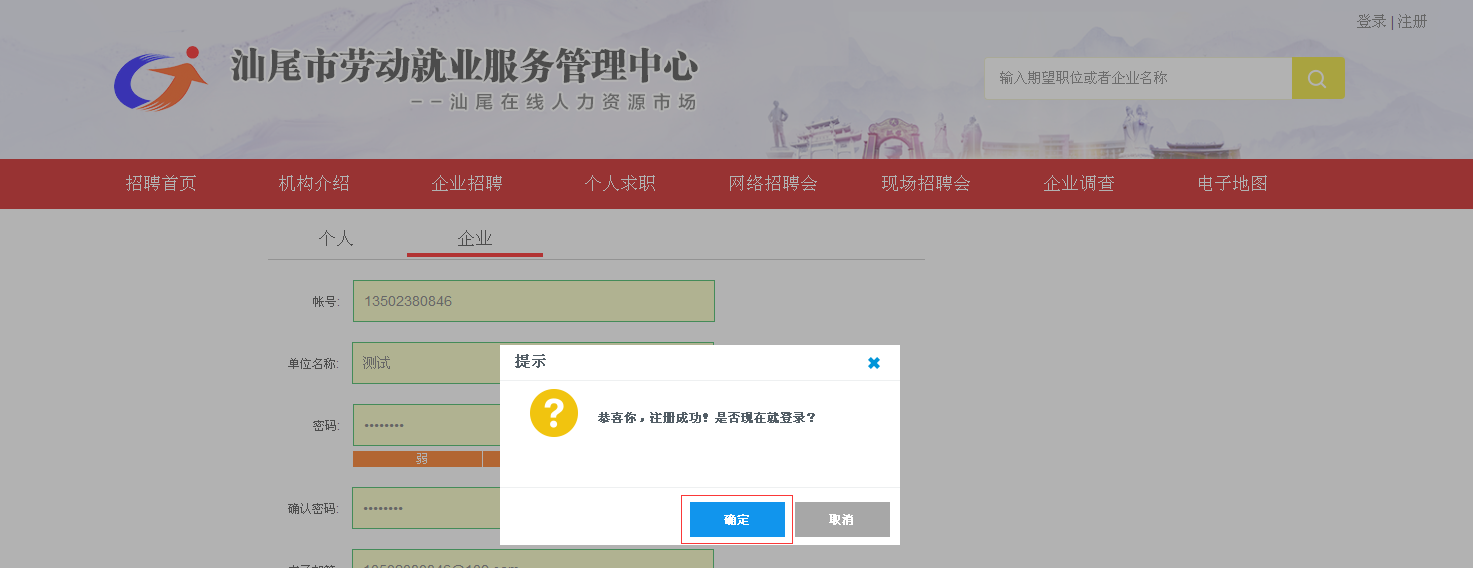 登录 | 注册
汕尾市劳动就业服务管理中心
--汕尾在线人力资源市场
输入期望职位或者企业名称
招聘首页 机构介绍 企业招聘 个人求职 网络招聘会 现场招聘会 企业调查 电子地图
个人 企业
帐号: 13502380846
单位名称: 测试
提示
恭喜你，注册成功! 是否现在就登录?
密码: ••••••••
弱
确认密码: ••••••••
确定 取消